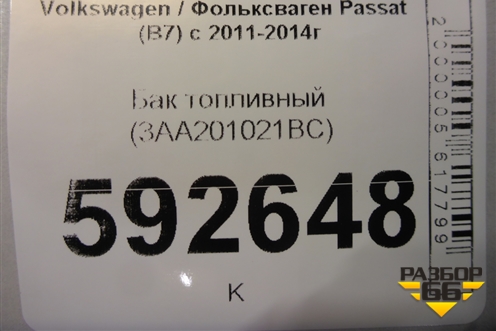 Volkswagen / Фольксваген Passat
(B7) с 2011-2014г
Бак топливный
(3AA201021BC)
592648
К
2000005617799
РАЗБОР
66